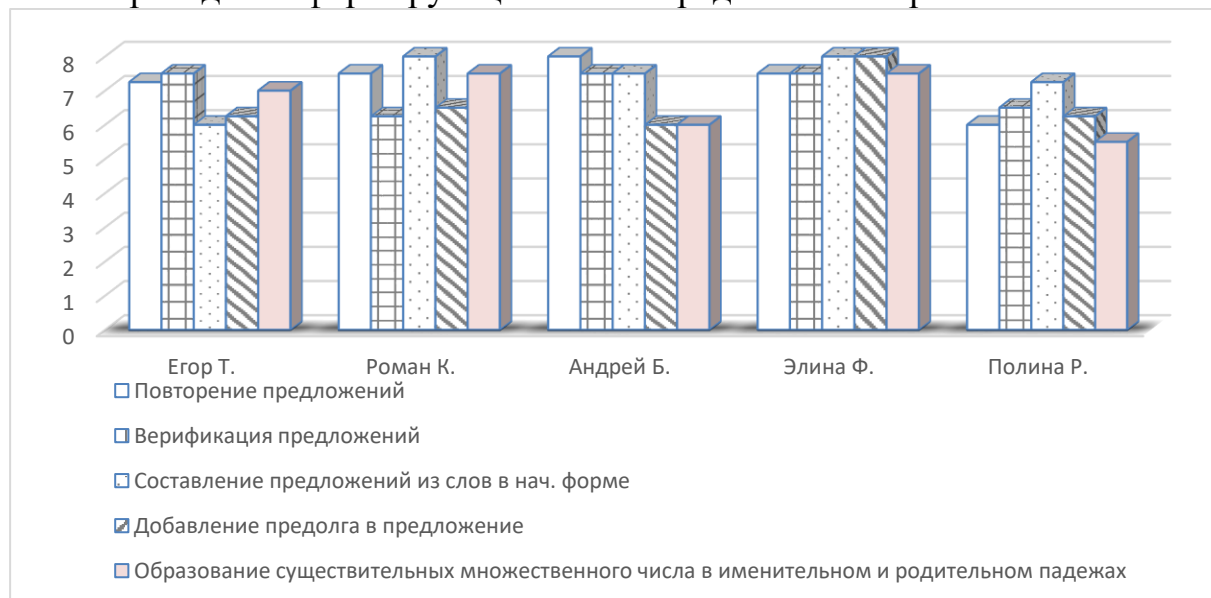 8
7
6
5
4
3
2
1
0
Егор Т. Роман К. Андрей Б. Элина Ф. Полина Р.
Повторение предложений
Верификация предложений
Составление предложений из слов в нач. форме
Добавление предолга в предложение
Образование существительных множественного числа в именительном и родительном падежах